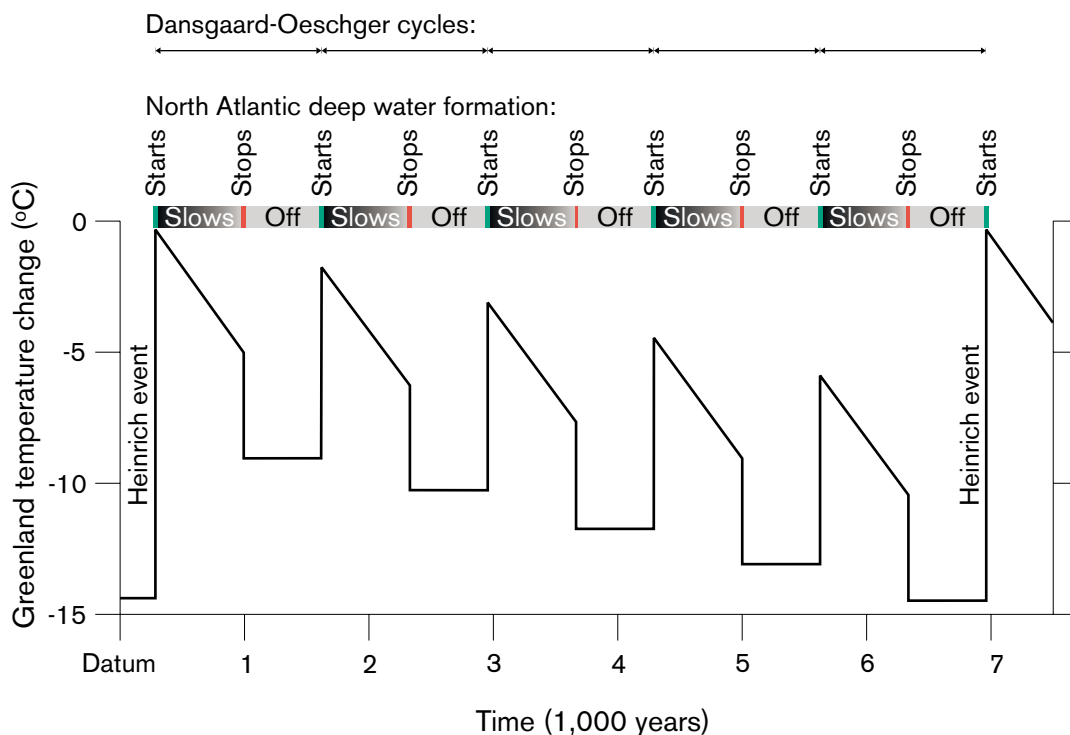 Dansgaard-Oeschger cycles:
North Atlantic deep water formation:
Starts Stops Starts Stops Starts Stops Starts Stops Starts Stops Starts
Slows Off Slows Off Slows Off Slows Off Slows Off
Greenland temperature change (°C)
0
-5
-10
-15
Heinrich event
Heinrich event
Datum 1 2 3 4 5 6 7
Time (1,000 years)